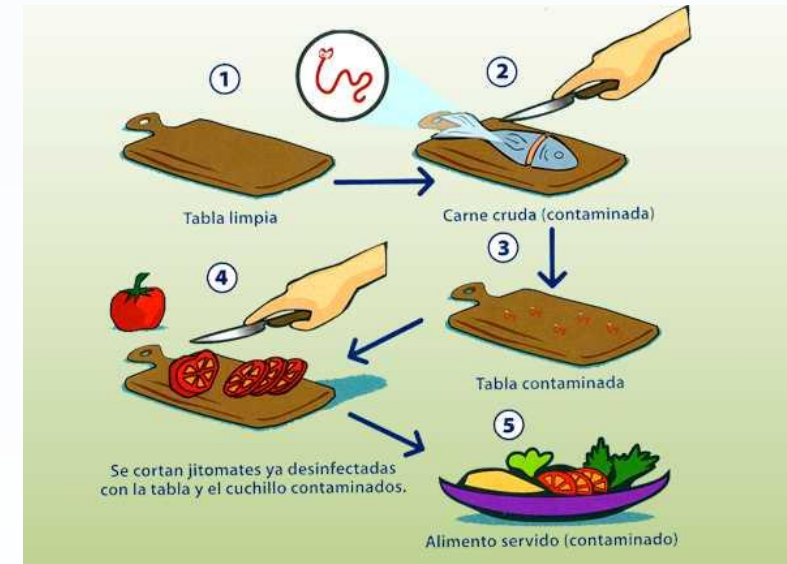 1
Tabla limpia
2
Carne cruda (contaminada)
3
Tabla contaminada
4
Se cortan jitomates ya desinfectadas
con la tabla y el cuchillo contaminados.
5
Alimento servido (contaminado)